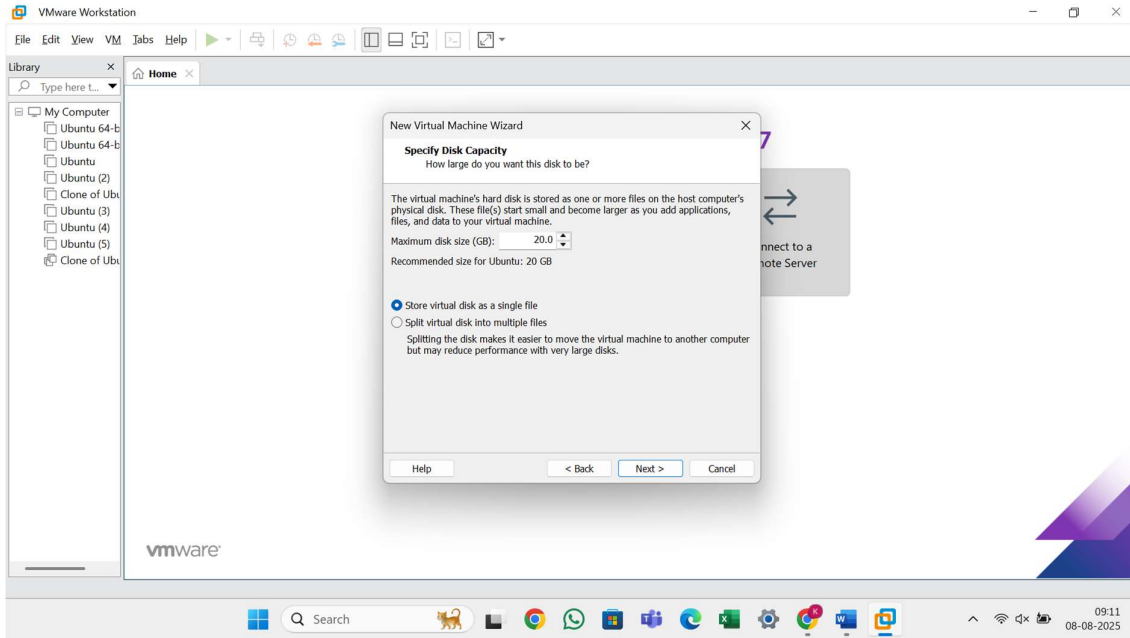 VMware Workstation
File Edit View VM Tabs Help
Library
Type here t...
Home
My Computer
Ubuntu 64-b
Ubuntu 64-b
Ubuntu
Ubuntu (2)
Clone of Ubu
Ubuntu (3)
Ubuntu (4)
Ubuntu (5)
Clone of Ubu
7
nnect to a
note Server
New Virtual Machine Wizard
Specify Disk Capacity
How large do you want this disk to be?
The virtual machine's hard disk is stored as one or more files on the host computer's
physical disk. These file(s) start small and become larger as you add applications,
files, and data to your virtual machine.
Maximum disk size (GB): 20.0
Recommended size for Ubuntu: 20 GB
Store virtual disk as a single file
Split virtual disk into multiple files
Splitting the disk makes it easier to move the virtual machine to another computer
but may reduce performance with very large disks.
Help < Back Next > Cancel
vmware
Search
K
09:11
08-08-2025